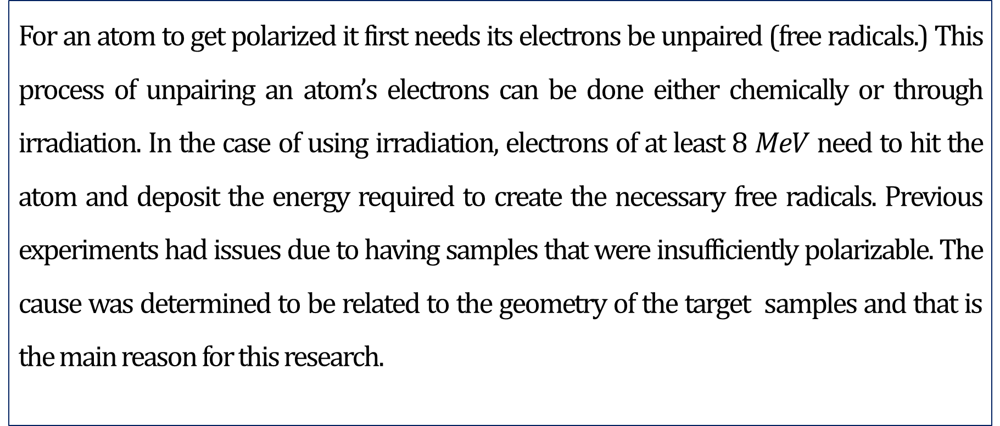 For an atom to get polarized it first needs its electrons be unpaired (free radicals.) This
process of unpairing an atom’s electrons can be done either chemically or through
irradiation. In the case of using irradiation, electrons of at least 8 MeV need to hit the
atom and deposit the energy required to create the necessary free radicals. Previous
experiments had issues due to having samples that were insufficiently polarizable. The
cause was determined to be related to the geometry of the target samples and that is
the main reason for this research.